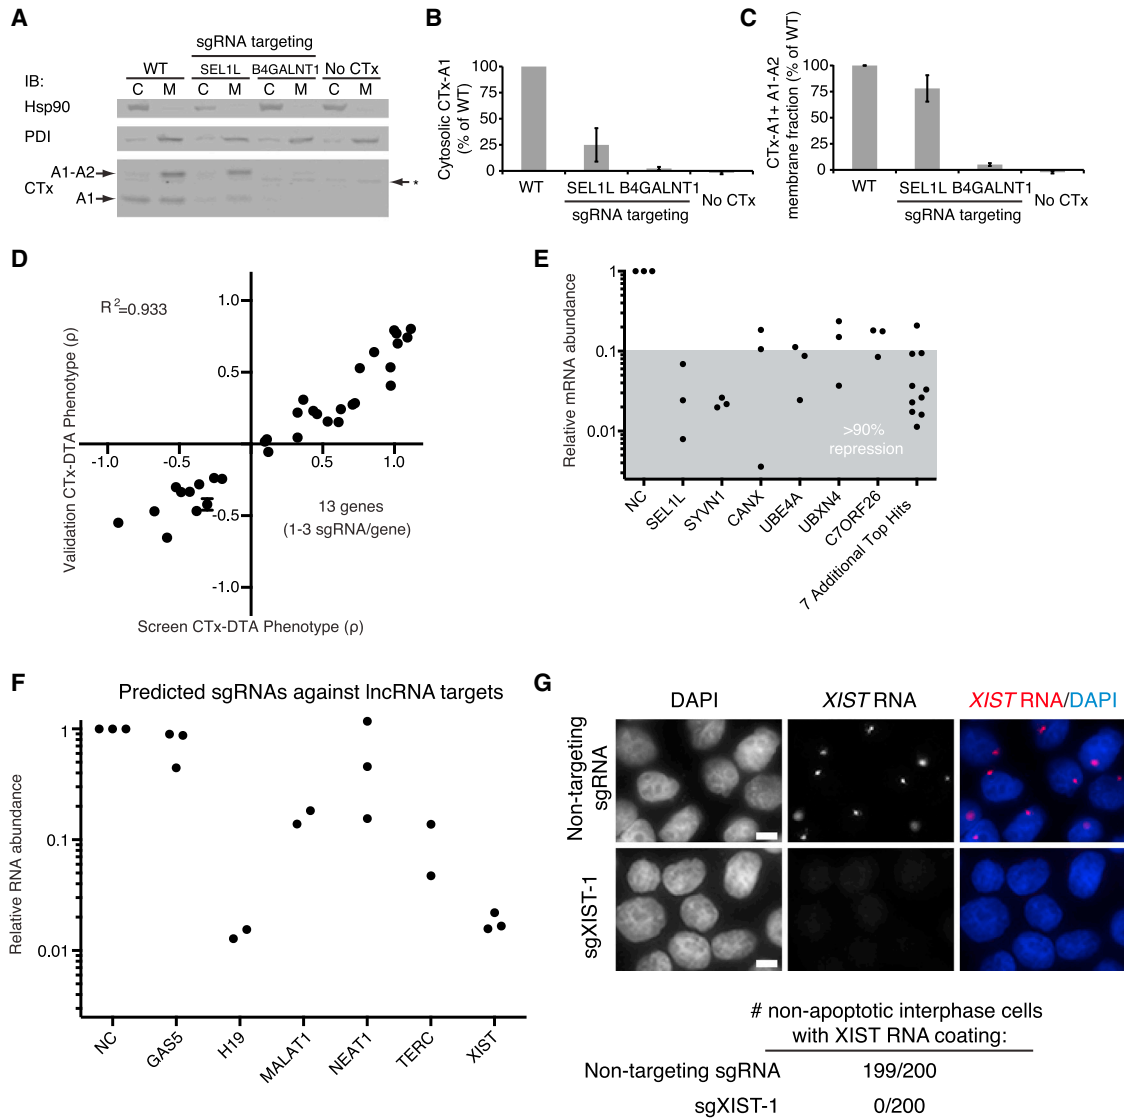 A
sgRNA targeting
WT SEL1L B4GALNT1 No CTx
IB: C M C M C M C M
Hsp90
PDI
A1-A2
CTx
*
A1
B
Cytosolic CTx-A1
(% of WT)
100
75
50
25
0
WT SEL1L B4GALNT1 No CTx
sgRNA targeting
C
CTx-A1+ A1-A2
membrane fraction (% of WT)
100
75
50
25
0
WT SEL1L B4GALNT1 No CTx
sgRNA targeting
D
R2=0.933
Validation CTx-DTA Phenotype (ρ)
1.0
0.5
-1.0 -0.5 0.5 1.0
-0.5
-1.0
13 genes
(1-3 sgRNA/gene)
Screen CTx-DTA Phenotype (ρ)
E
Relative mRNA abundance
1
0.1
0.01
>90%
repression
NC
SEL1L
SYVN1
CANX
UBE4A
UBXN4
C7ORF26
7 Additional Top Hits
F
Predicted sgRNAs against lncRNA targets
Relative RNA abundance
1
0.1
0.01
NC
GAS5
H19
MALAT1
NEAT1
TERC
XIST
G
DAPI XIST RNA XIST RNA/DAPI
Non-targeting
sgRNA
sgXIST-1
# non-apoptotic interphase cells
with XIST RNA coating:
Non-targeting sgRNA 199/200
sgXIST-1 0/200